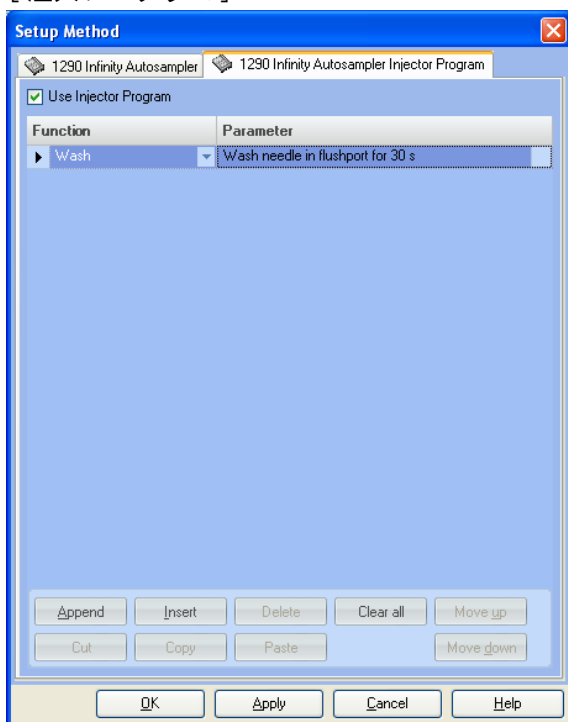 Setup Method
1290 Infinity Autosampler 1290 Infinity Autosampler Injector Program
Use Injector Program
Function Parameter
Wash Wash needle in flushport for 30 s
Append Insert Delete Clear all Move up
Cut Copy Paste Move down
OK Apply Cancel Help